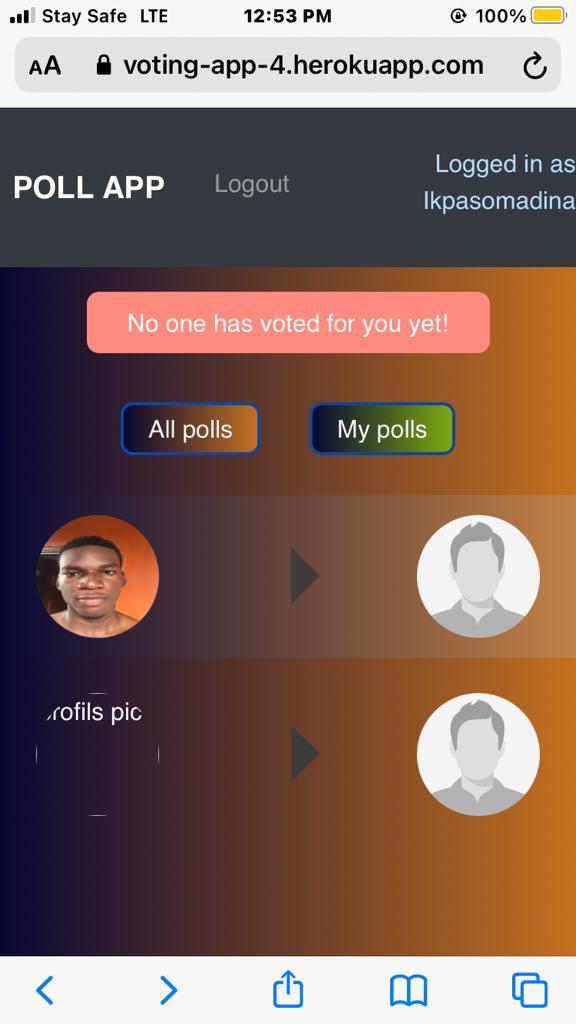 Stay Safe LTE 12:53 PM 100%
AA voting-app-4.herokuapp.com
POLL APP Logout Logged in as
Ikpasomadina
No one has voted for you yet!
All polls My polls
rofils pic